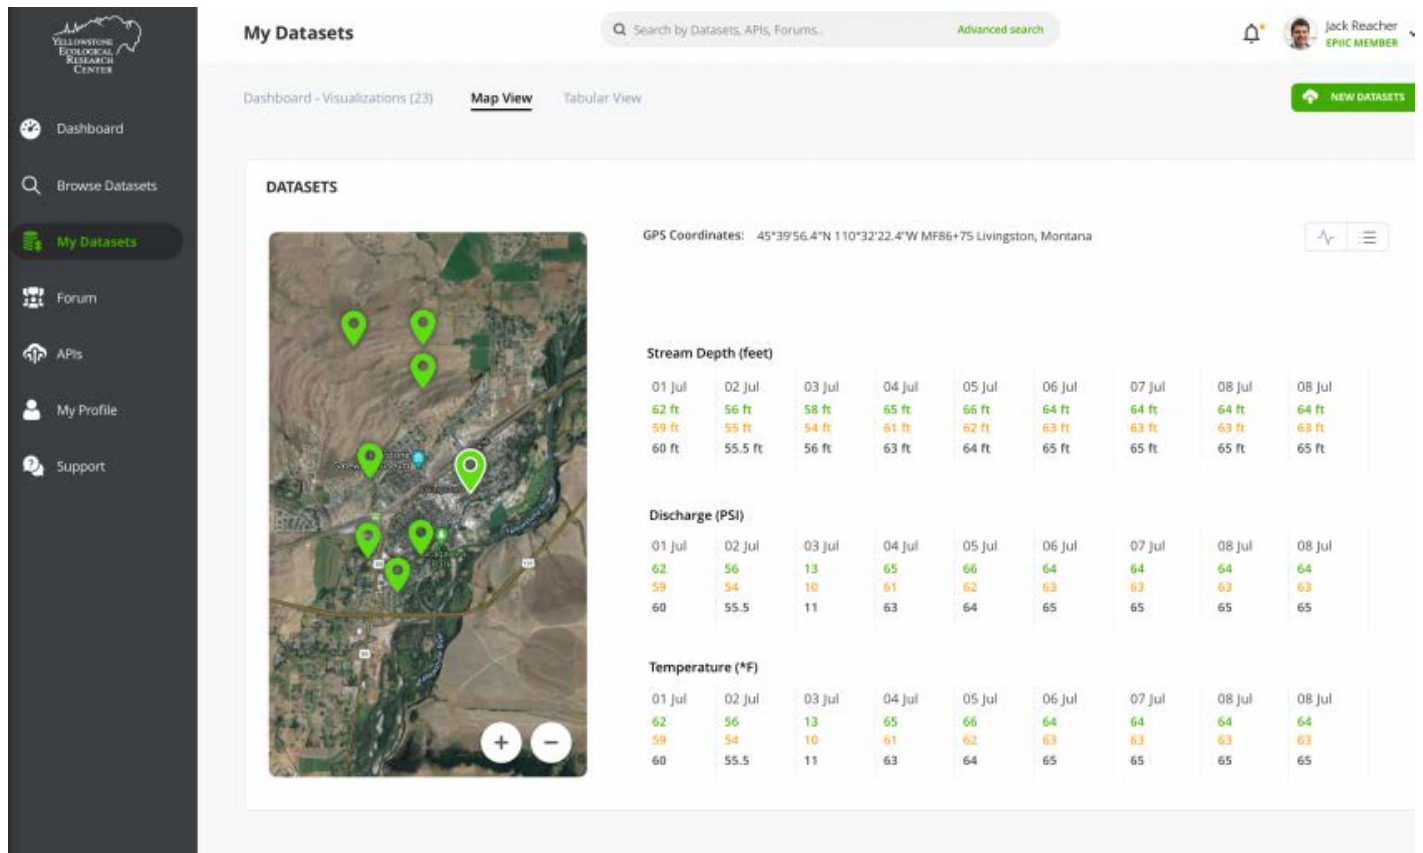 YELLOWSTONE
ECOLOGICAL
RESEARCH
CENTER
Dashboard
Browse Datasets
My Datasets
Forum
APIs
My Profile
Support
My Datasets
Search by Datasets, APIs, Forums..
Advanced search
Jack Reacher
EPIIC MEMBER
Dashboard - Visualizations (23) Map View Tabular View
NEW DATASETS
DATASETS
GPS Coordinates: 45°39'56.4"N 110°32'22.4"W MF86+75 Livingston, Montana
Stream Depth (feet)
01 Jul 02 Jul 03 Jul 04 Jul 05 Jul 06 Jul 07 Jul 08 Jul 08 Jul
62 ft 56 ft 58 ft 65 ft 66 ft 64 ft 64 ft 64 ft 64 ft
59 ft 55 ft 54 ft 61 ft 62 ft 63 ft 63 ft 63 ft 63 ft
60 ft 55.5 ft 56 ft 63 ft 64 ft 65 ft 65 ft 65 ft 65 ft
Discharge (PSI)
01 Jul 02 Jul 03 Jul 04 Jul 05 Jul 06 Jul 07 Jul 08 Jul 08 Jul
62 56 13 65 66 64 64 64 64
59 54 10 61 62 63 63 63 63
60 55.5 11 63 64 65 65 65 65
Temperature (*F)
01 Jul 02 Jul 03 Jul 04 Jul 05 Jul 06 Jul 07 Jul 08 Jul 08 Jul
62 56 13 65 66 64 64 64 64
59 54 10 61 62 63 63 63 63
60 55.5 11 63 64 65 65 65 65